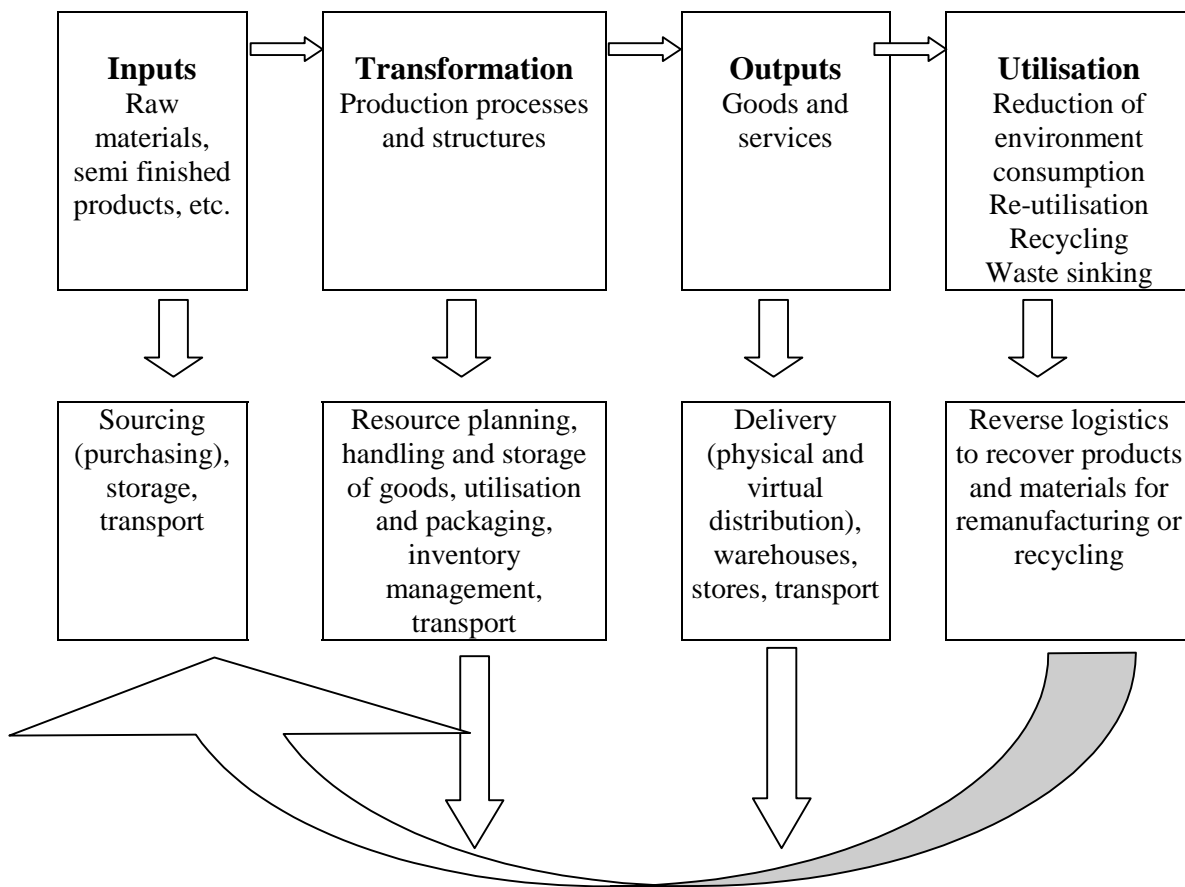 Inputs
Raw
materials,
semi finished
products, etc.
Transformation
Production processes
and structures
Outputs
Goods and
services
Utilisation
Reduction of
environment
consumption
Re-utilisation
Recycling
Waste sinking
Sourcing
(purchasing),
storage,
transport
Resource planning,
handling and storage
of goods, utilisation
and packaging,
inventory
management,
transport
Delivery
(physical and
virtual
distribution),
warehouses,
stores, transport
Reverse logistics
to recover products
and materials for
remanufacturing or
recycling